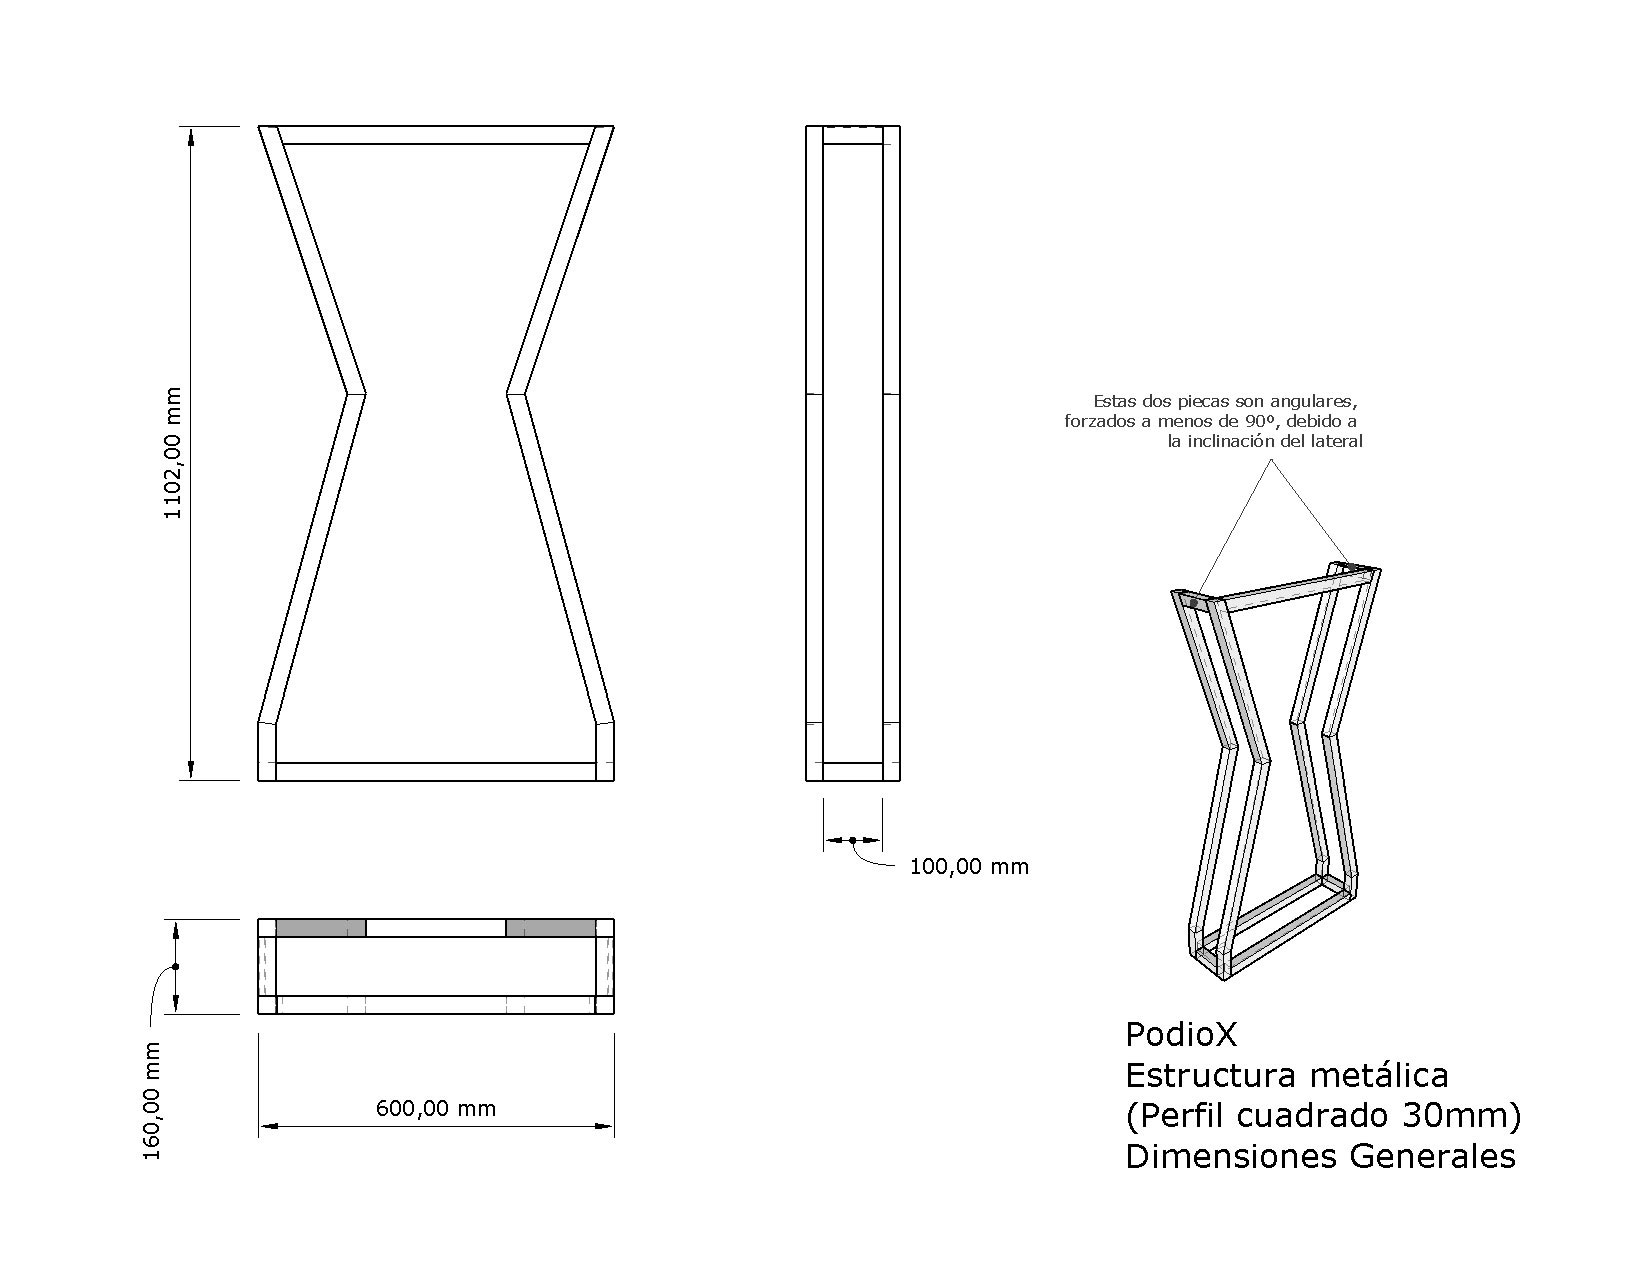 1102,00 mm
Estas dos piecas son angulares,
forzados a menos de 90º, debido a
la inclinación del lateral
100,00 mm
160,00 mm
600,00 mm
PodioX
Estructura metálica
(Perfil cuadrado 30mm)
Dimensiones Generales